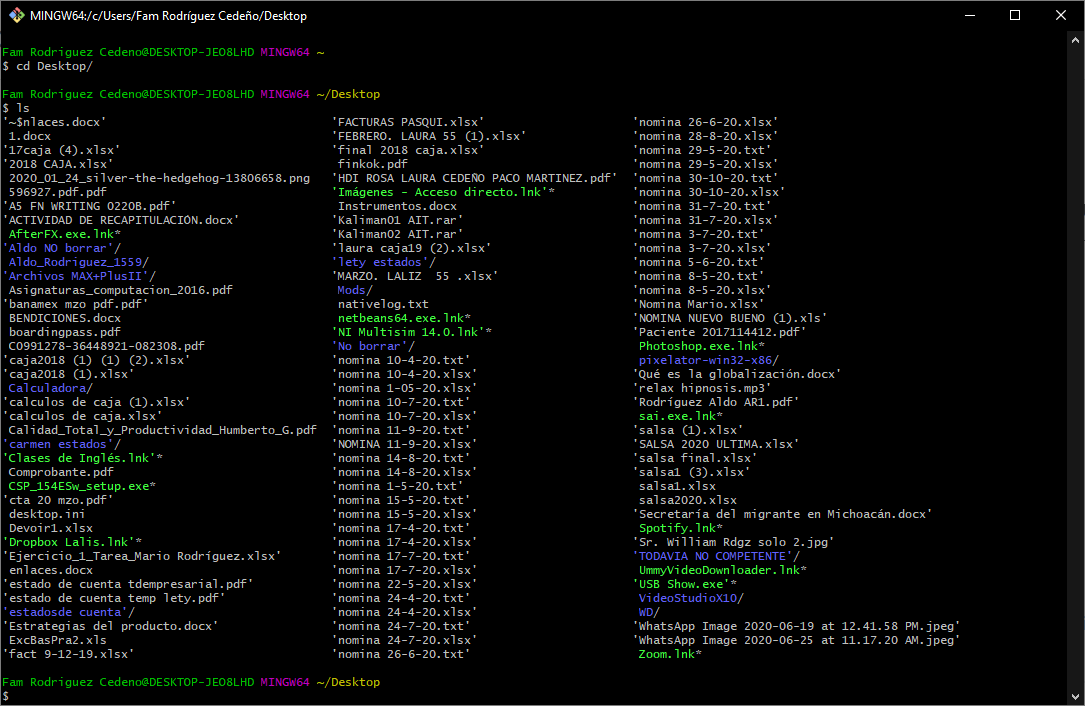 MINGW64:/c/Users/Fam Rodríguez Cedeño/Desktop
Fam Rodriguez Cedeno@DESKTOP-JEO8LHD MINGW64 ~
$ cd Desktop/
Fam Rodriguez Cedeno@DESKTOP-JEO8LHD MINGW64 ~/Desktop
$ ls
'~$nlaces.docx' 'FACTURAS PASQUI.xlsx' 'nomina 26-6-20.xlsx'
1.docx 'FEBRERO. LAURA 55 (1).xlsx' 'nomina 28-8-20.xlsx'
'17caja (4).xlsx' 'final 2018 caja.xlsx' 'nomina 29-5-20.txt'
'2018 CAJA.xlsx' finkok.pdf 'nomina 29-5-20.xlsx'
2020_01_24_silver-the-hedgehog-13806658.png 'HDI ROSA LAURA CEDEÑO PACO MARTINEZ.pdf' 'nomina 30-10-20.txt'
596927.pdf.pdf 'Imágenes - Acceso directo.lnk'* 'nomina 30-10-20.xlsx'
'A5 FN WRITING 0220B.pdf' Instrumentos.docx 'nomina 31-7-20.txt'
'ACTIVIDAD DE RECAPITULACIÓN.docx' 'Kaliman01 AIT.rar' 'nomina 31-7-20.xlsx'
AfterFX.exe.lnk* 'Kaliman02 AIT.rar' 'nomina 3-7-20.txt'
'Aldo NO borrar'/ 'laura caja19 (2).xlsx' 'nomina 3-7-20.xlsx'
Aldo_Rodriguez_1559/ 'lety estados'/ 'nomina 5-6-20.txt'
'Archivos MAX+PlusII'/ 'MARZO. LALIZ  55 .xlsx' 'nomina 8-5-20.txt'
Asignaturas_computacion_2016.pdf Mods/ 'nomina 8-5-20.xlsx'
'banamex mzo pdf.pdf' nativelog.txt 'Nomina Mario.xlsx'
BENDICIONES.docx netbeans64.exe.lnk* 'NOMINA NUEVO BUENO (1).xls'
boardingpass.pdf 'NI Multisim 14.0.lnk'* 'Paciente 2017114412.pdf'
C0991278-36448921-082308.pdf 'No borrar'/ Photoshop.exe.lnk*
'caja2018 (1) (1) (2).xlsx' 'nomina 10-4-20.txt' pixelator-win32-x86/
'caja2018 (1).xlsx' 'nomina 10-4-20.xlsx' 'Qué es la globalización.docx'
Calculadora/ 'nomina 1-05-20.xlsx' 'relax hipnosis.mp3'
'calculos de caja (1).xlsx' 'nomina 10-7-20.txt' 'Rodríguez Aldo AR1.pdf'
'calculos de caja.xlsx' 'nomina 10-7-20.xlsx' sai.exe.lnk*
Calidad_Total_y_Productividad_Humberto_G.pdf 'nomina 11-9-20.txt' 'salsa (1).xlsx'
'carmen estados'/ 'NOMINA 11-9-20.xlsx' 'SALSA 2020 ULTIMA.xlsx'
'Clases de Inglés.lnk'* 'nomina 14-8-20.txt' 'salsa final.xlsx'
Comprobante.pdf 'nomina 14-8-20.xlsx' 'salsa1 (3).xlsx'
CSP_154ESw_setup.exe* 'nomina 1-5-20.txt' salsa1.xlsx
'cta 20 mzo.pdf' 'nomina 15-5-20.txt' salsa2020.xlsx
desktop.ini 'nomina 15-5-20.xlsx' 'Secretaría del migrante en Michoacán.docx'
Devoir1.xlsx 'nomina 17-4-20.txt' Spotify.lnk*
'Dropbox Lalis.lnk'* 'nomina 17-4-20.xlsx' 'Sr. William Rdgz solo 2.jpg'
'Ejercicio_1_Tarea_Mario Rodríguez.xlsx' 'nomina 17-7-20.txt' 'TODAVIA NO COMPETENTE'/
enlaces.docx 'nomina 17-7-20.xlsx' UmmyVideoDownloader.lnk*
'estado de cuenta tdempresarial.pdf' 'nomina 22-5-20.xlsx' 'USB Show.exe'*
'estado de cuenta temp lety.pdf' 'nomina 24-4-20.txt' VideoStudioX10/
'estadosde cuenta'/ 'nomina 24-4-20.xlsx' WD/
'Estrategias del producto.docx' 'nomina 24-7-20.txt' 'WhatsApp Image 2020-06-19 at 12.41.58 PM.jpeg'
ExcBasPra2.xls 'nomina 24-7-20.xlsx' 'WhatsApp Image 2020-06-25 at 11.17.20 AM.jpeg'
'fact 9-12-19.xlsx' 'nomina 26-6-20.txt' Zoom.lnk*
Fam Rodriguez Cedeno@DESKTOP-JEO8LHD MINGW64 ~/Desktop
$